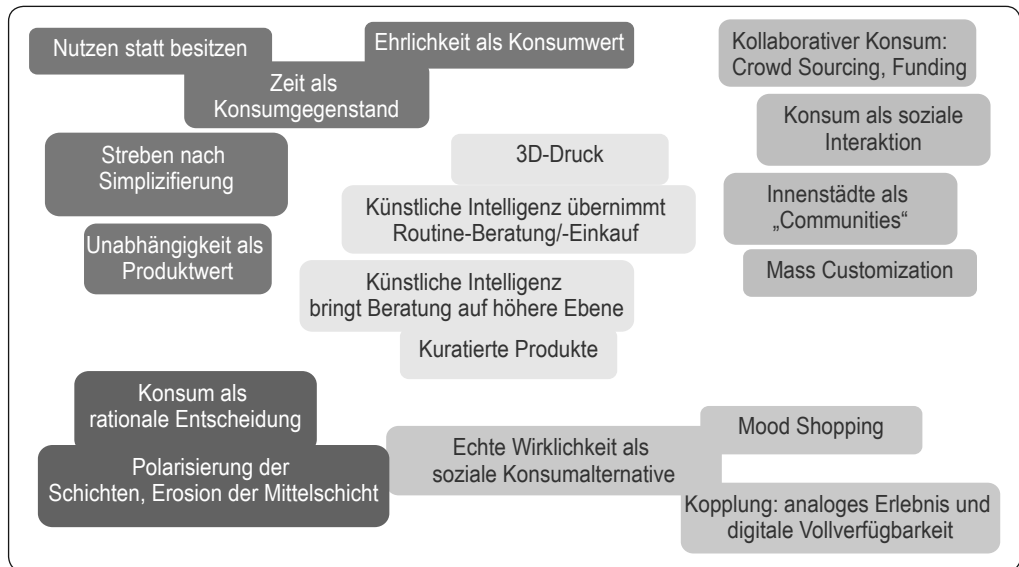 Nutzen statt besitzen
Ehrlichkeit als Konsumwert
Zeit als
Konsumgegenstand
Streben nach
Simplizifierung
Unabhängigkeit als
Produktwert
3D-Druck
Künstliche Intelligenz übernimmt
Routine-Beratung/-Einkauf
Künstliche Intelligenz
bringt Beratung auf höhere Ebene
Kuratierte Produkte
Kollaborativer Konsum:
Crowd Sourcing, Funding
Konsum als soziale
Interaktion
Innenstädte als
„Communities“
Mass Customization
Konsum als
rationale Entscheidung
Polarisierung der
Schichten, Erosion der Mittelschicht
Echte Wirklichkeit als
soziale Konsumalternative
Mood Shopping
Kopplung: analoges Erlebnis und
digitale Vollverfügbarkeit